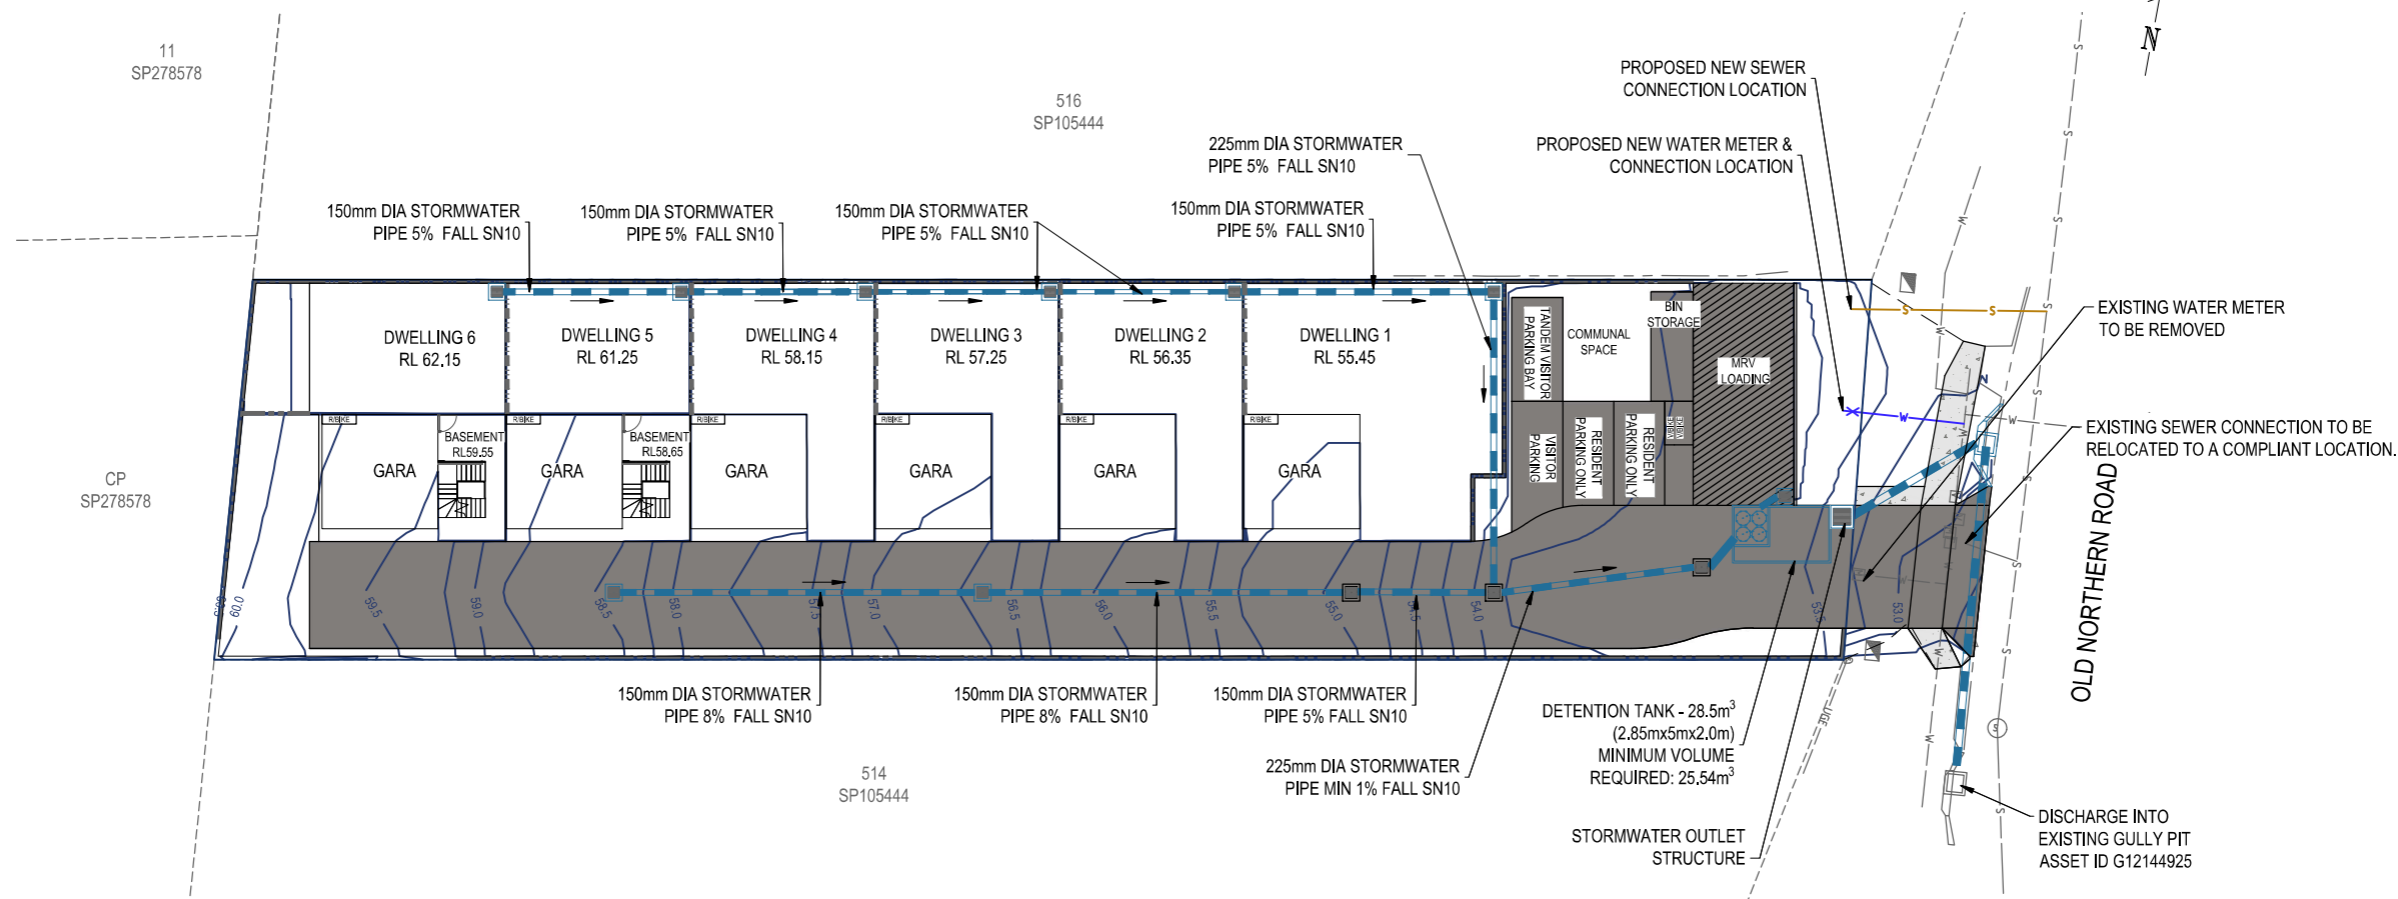 11
SP278578
516
SP105444
N
PROPOSED NEW SEWER
CONNECTION LOCATION
PROPOSED NEW WATER METER &
CONNECTION LOCATION
225mm DIA STORMWATER
PIPE 5% FALL SN10
150mm DIA STORMWATER
PIPE 5% FALL SN10
150mm DIA STORMWATER
PIPE 5% FALL SN10
150mm DIA STORMWATER
PIPE 5% FALL SN10
150mm DIA STORMWATER
PIPE 5% FALL SN10
EXISTING WATER METER
TO BE REMOVED
EXISTING SEWER CONNECTION TO BE
RELOCATED TO A COMPLIANT LOCATION.
OLD NORTHERN ROAD
DWELLING 6
RL 62.15
DWELLING 5
RL 61.25
DWELLING 4
RL 58.15
DWELLING 3
RL 57.25
DWELLING 2
RL 56.35
DWELLING 1
RL 55.45
TANDEM VISITOR
PARKING BAY
COMMUNAL
SPACE
BIN
STORAGE
MRV
LOADING
VISITOR
PARKING
RESIDENT
PARKING ONLY
RESIDENT
PARKING ONLY
R/BIKE
R/BIKE
R/BIKE
R/BIKE
R/BIKE
R/BIKE
BASEMENT
RL59.55
BASEMENT
RL58.65
GARA
GARA
GARA
GARA
GARA
GARA
CP
SP278578
60.0
59.5
59.0
58.5
58.0
57.5
57.0
56.5
56.0
55.5
55.0
54.5
54.0
53.5
53.0
S
S
S
S
S
S
S
S
W
W
W
W
W
W
W
UGE
150mm DIA STORMWATER
PIPE 8% FALL SN10
150mm DIA STORMWATER
PIPE 8% FALL SN10
150mm DIA STORMWATER
PIPE 5% FALL SN10
225mm DIA STORMWATER
PIPE MIN 1% FALL SN10
DETENTION TANK - 28.5m³
(2.85mx5mx2.0m)
MINIMUM VOLUME
REQUIRED: 25.54m³
STORMWATER OUTLET
STRUCTURE
DISCHARGE INTO
EXISTING GULLY PIT
ASSET ID G12144925
514
SP105444